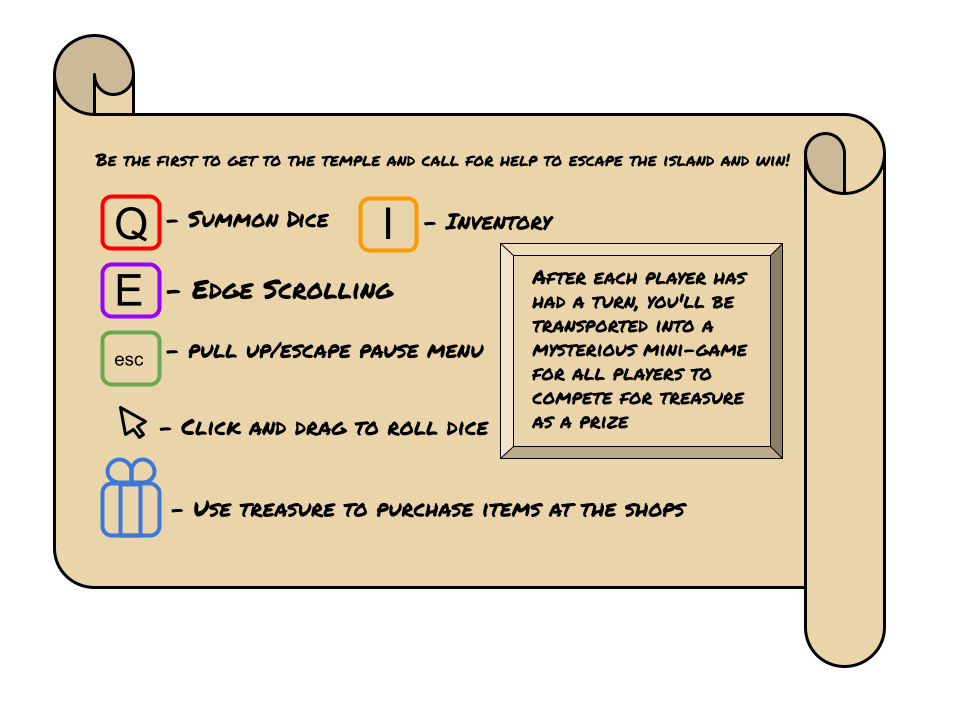 Be the first to get to the temple and call for help to escape the island and win!
Q - Summon Dice I - Inventory
E - Edge Scrolling
esc - pull up/escape pause menu
- Click and drag to roll dice
- Use treasure to purchase items at the shops
After each player has
had a turn, you'll be
transported into a
mysterious mini-game
for all players to
compete for treasure
as a prize